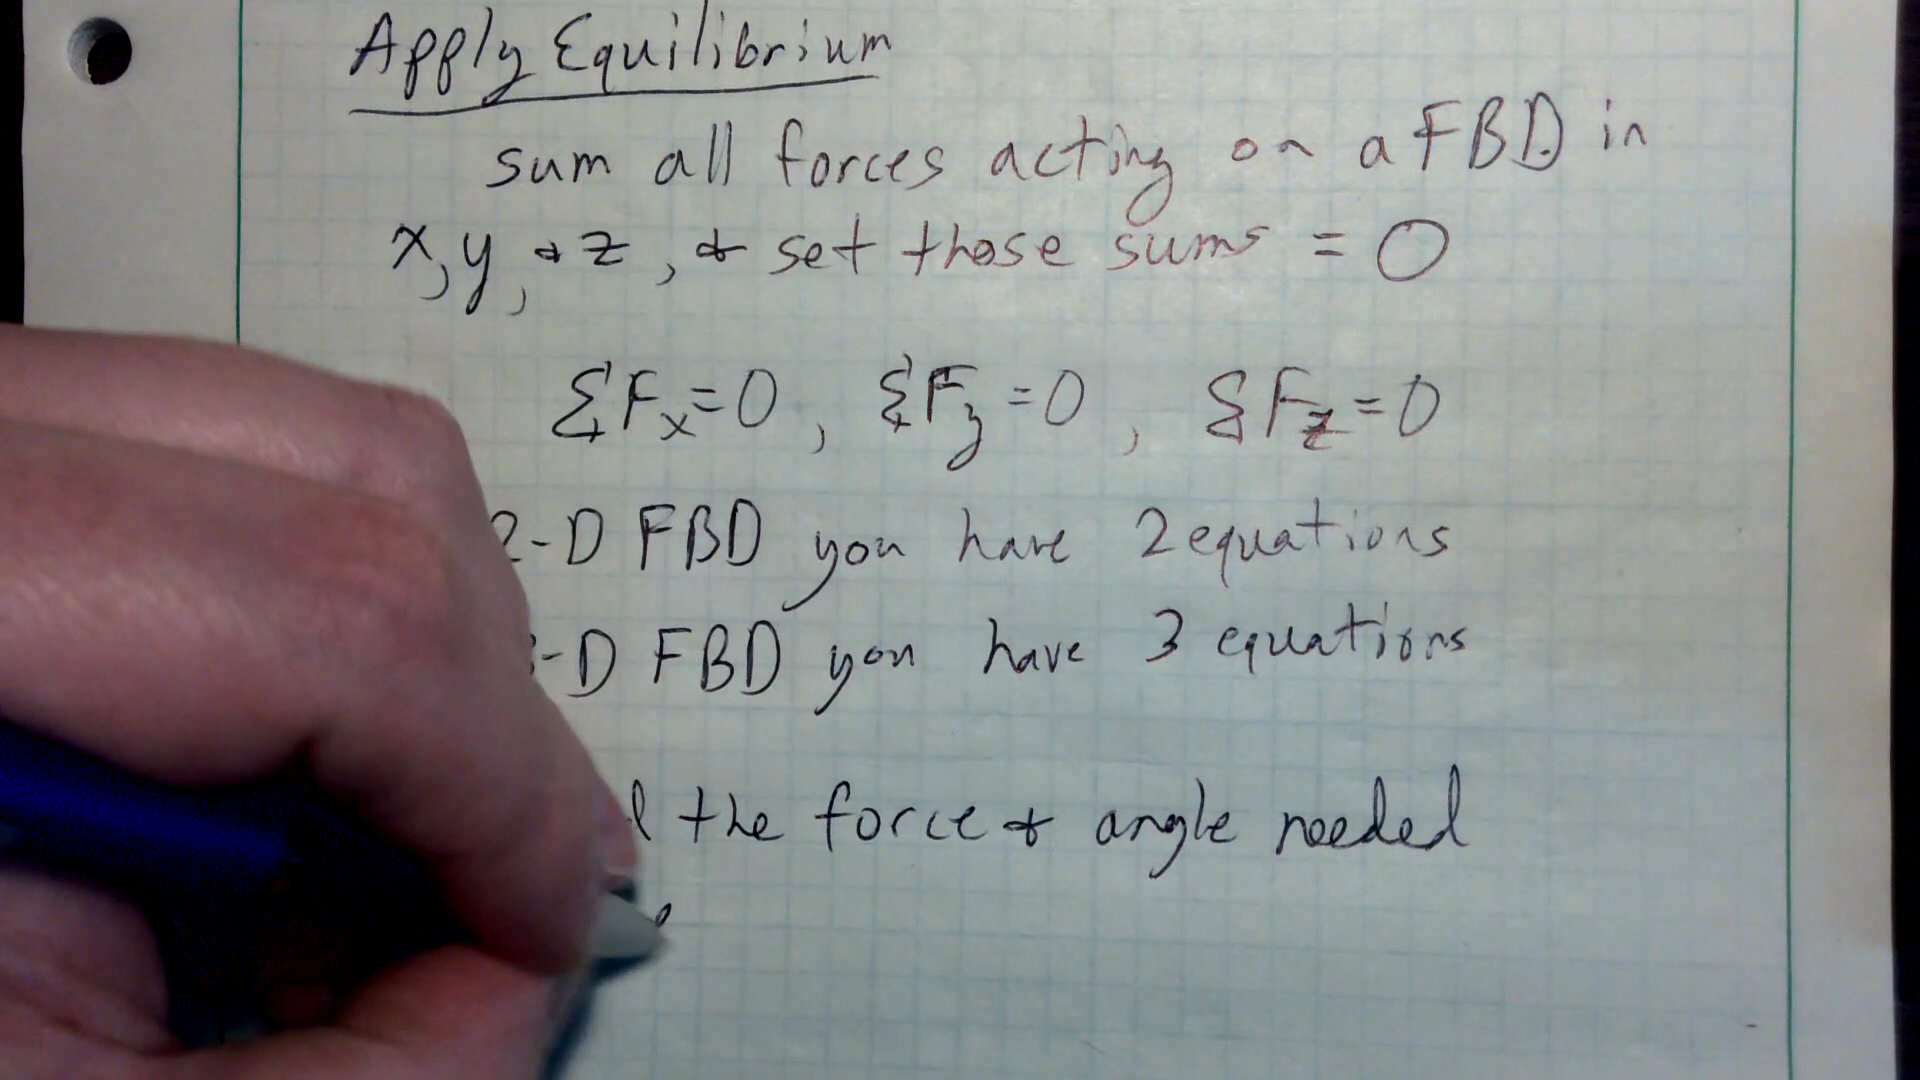 Apply Equilibrium
sum all forces acting on a FBD in
x, y, & z, & set those sums = 0
ΣFx=0, ΣFy=0, ΣFz=0
2-D FBD you have 2 equations
-D FBD you have 3 equations
the force & angle needed